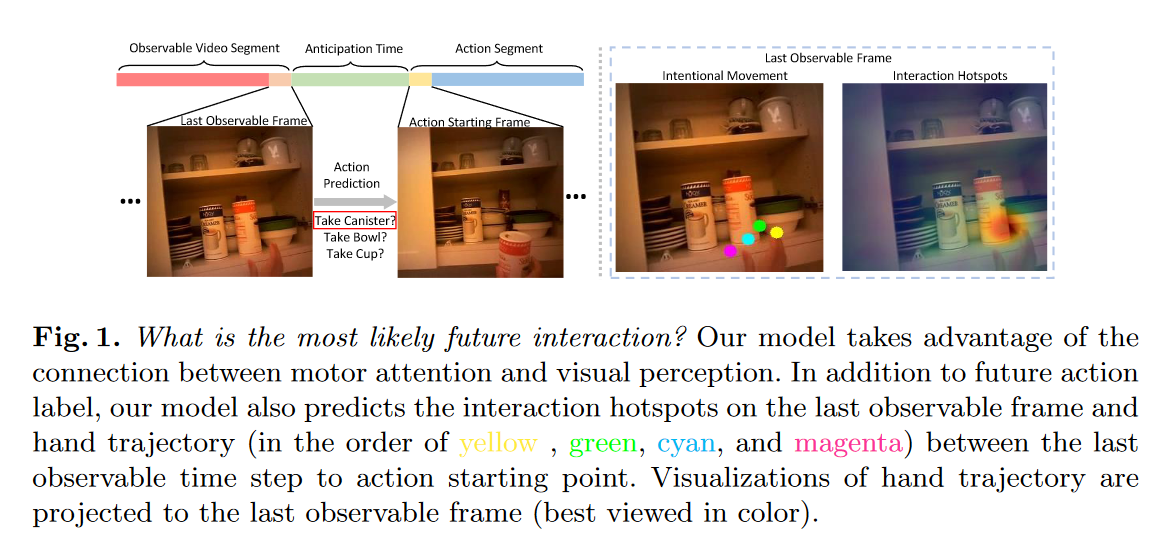 Observable Video Segment
Anticipation Time
Action Segment
Last Observable Frame
Action Starting Frame
Action
Prediction
Take Canister?
Take Bowl?
Take Cup?
...
...
Last Observable Frame
Intentional Movement
Interaction Hotspots
CREAMER
CREAMER
CREAMER
Fig. 1. What is the most likely future interaction? Our model takes advantage of the
connection between motor attention and visual perception. In addition to future action
label, our model also predicts the interaction hotspots on the last observable frame and
hand trajectory (in the order of yellow , green, cyan, and magenta) between the last
observable time step to action starting point. Visualizations of hand trajectory are
projected to the last observable frame (best viewed in color).